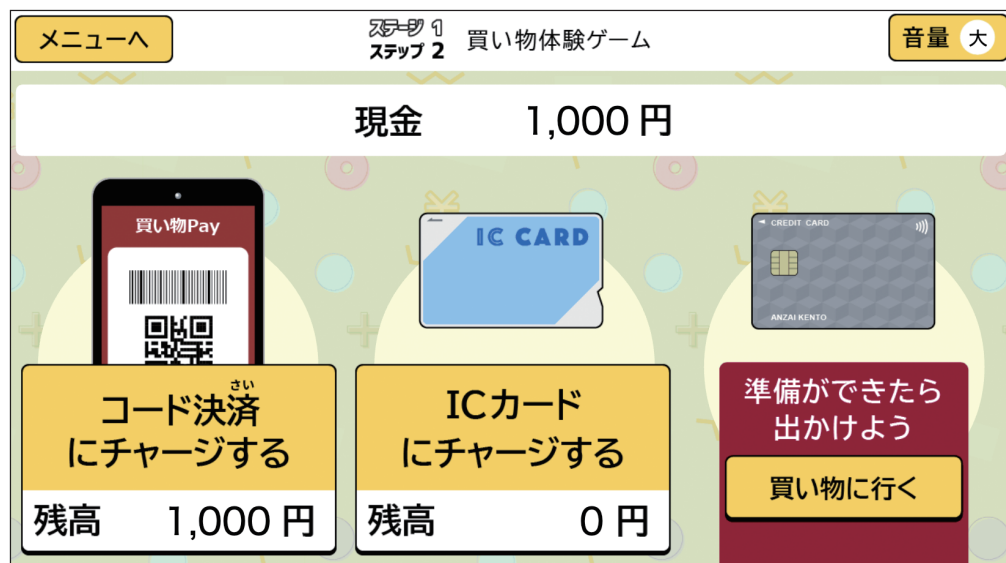 メニューへ
ステージ 1
ステップ 2
買い物体験ゲーム
音量 大
現金 1,000 円
買い物Pay
IC CARD
CREDIT CARD
ANZAI KENTO
コード決済
さい
にチャージする
残高 1,000 円
ICカード
にチャージする
残高 0 円
準備ができたら
出かけよう
買い物に行く